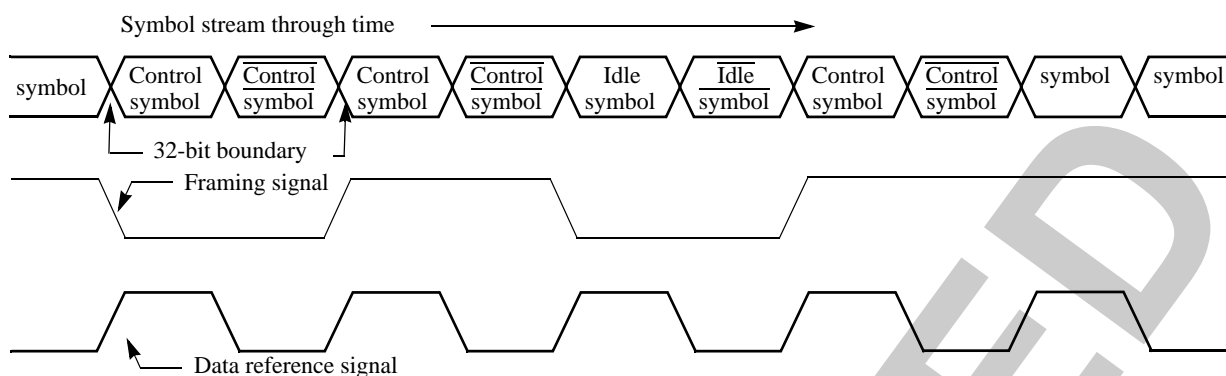 Symbol stream through time
symbol
Control symbol
Control symbol
Control symbol
Control symbol
Idle symbol
Idle symbol
Control symbol
Control symbol
symbol
symbol
32-bit boundary
Framing signal
Data reference signal
ED